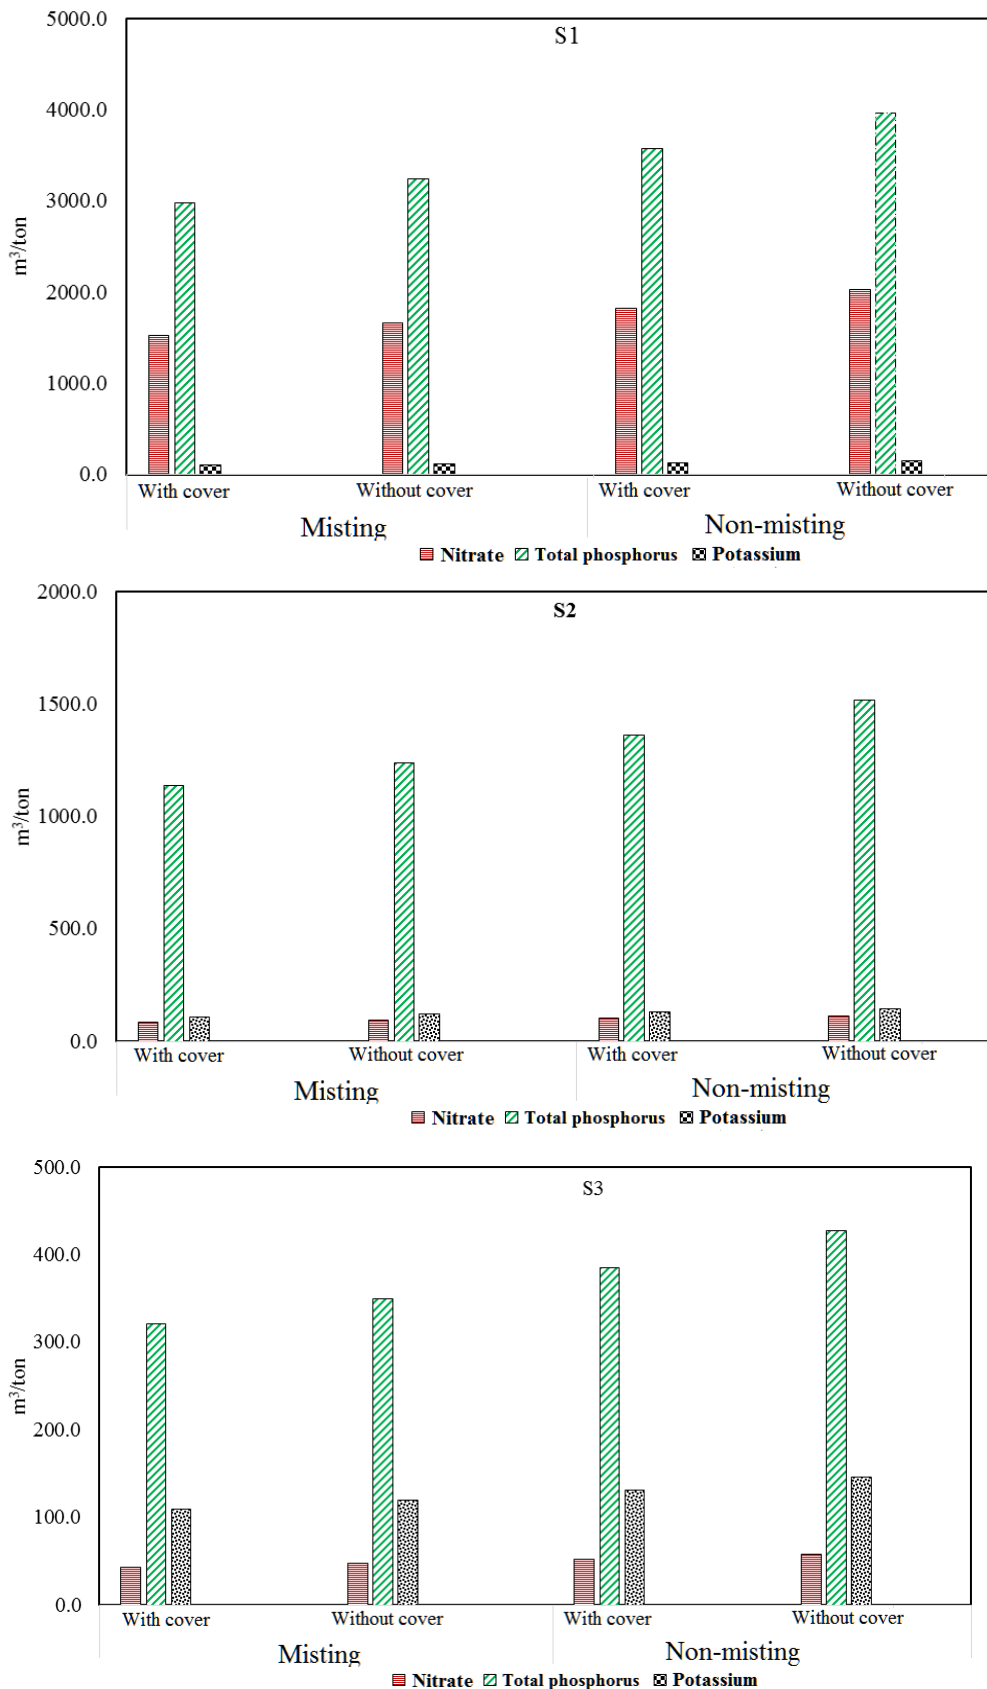 S1
5000.0
4000.0
3000.0
2000.0
1000.0
0.0
m³/ton
With cover Without cover With cover Without cover
Misting Non-misting
Nitrate Total phosphorus Potassium
S2
2000.0
1500.0
1000.0
500.0
0.0
m³/ton
With cover Without cover With cover Without cover
Misting Non-misting
Nitrate Total phosphorus Potassium
S3
500.0
400.0
300.0
200.0
100.0
0.0
m³/ton
With cover Without cover With cover Without cover
Misting Non-misting
Nitrate Total phosphorus Potassium